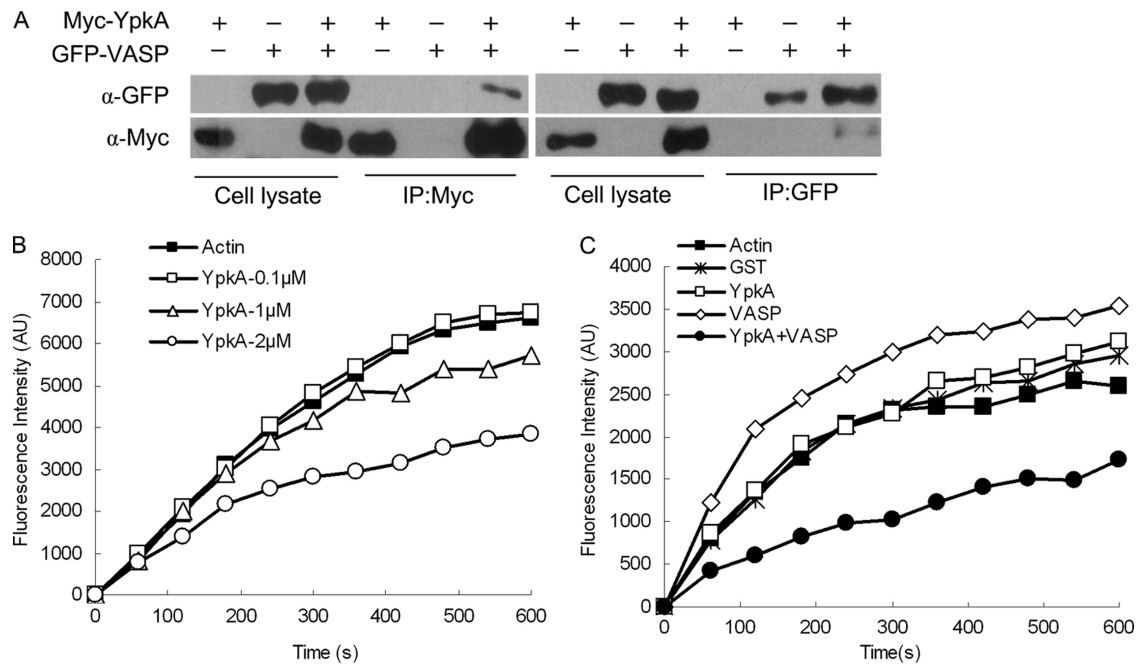 A
Myc-YpkA + - + + - + + - + + - +
GFP-VASP - + + - + + - + + - + +
α-GFP
α-Myc
Cell lysate IP:Myc Cell lysate IP:GFP
B
Actin
YpkA-0.1μM
YpkA-1μM
YpkA-2μM
8000
7000
6000
5000
4000
3000
2000
1000
0
Fluorescence Intensity (AU)
0 100 200 300 400 500 600
Time (s)
C
Actin
GST
YpkA
VASP
YpkA+VASP
4000
3500
3000
2500
2000
1500
1000
500
0
Fluorescence Intensity (AU)
0 100 200 300 400 500 600
Time(s)